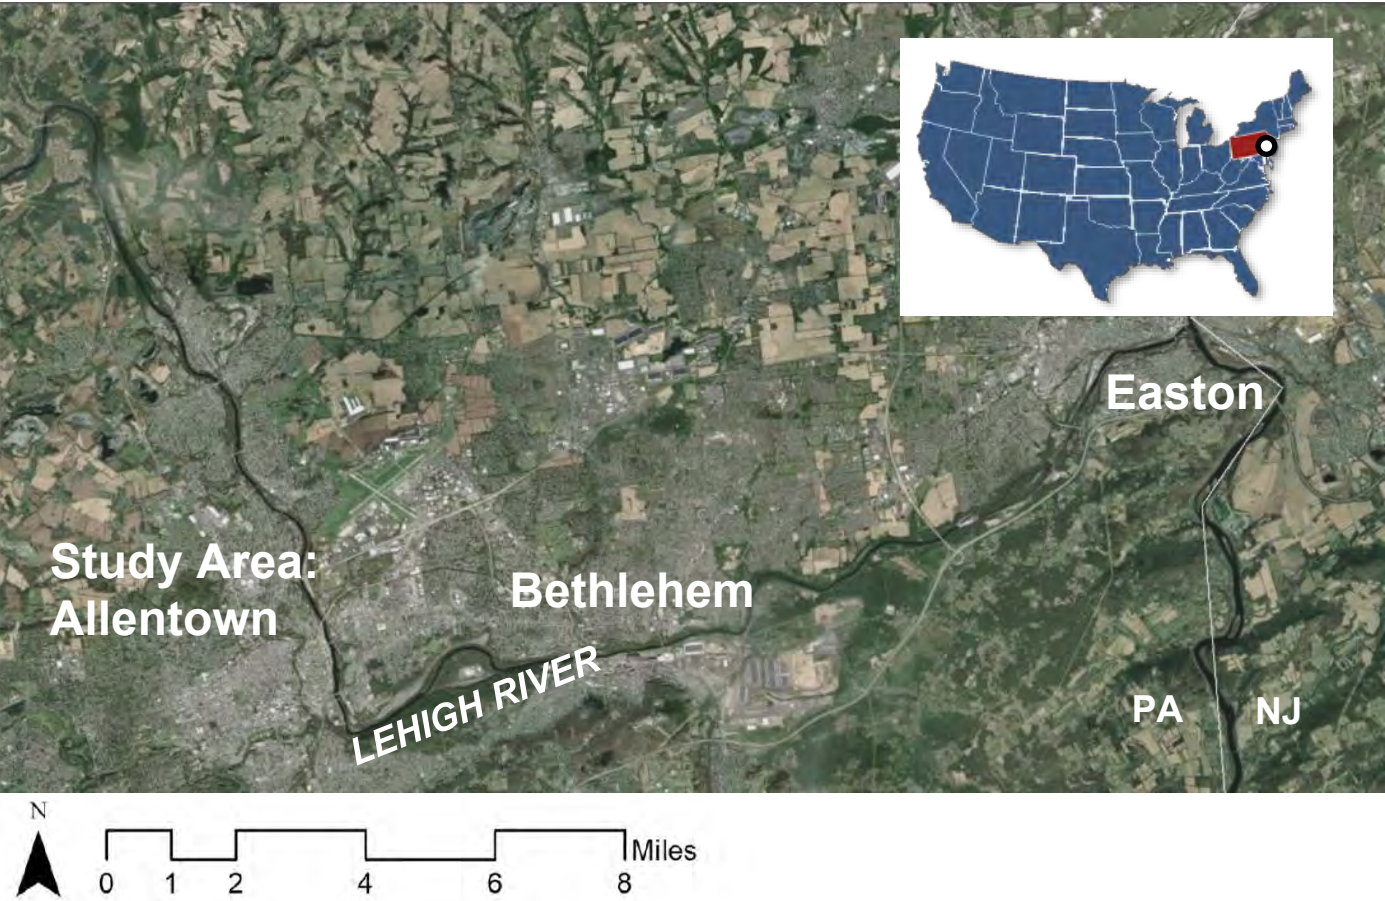 Easton
Study Area:
Allentown
Bethlehem
LEHIGH RIVER
PA
NJ
N
0 1 2 4 6 8 Miles